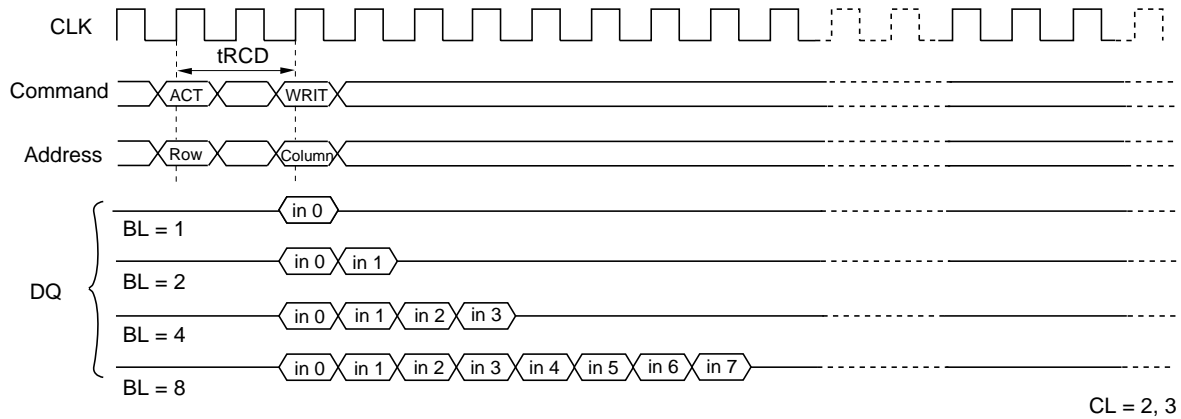 CLK
tRCD
Command ACT WRIT
Address Row Column
in 0
BL = 1
in 0 in 1
BL = 2
DQ
in 0 in 1 in 2 in 3
BL = 4
in 0 in 1 in 2 in 3 in 4 in 5 in 6 in 7
BL = 8
CL = 2, 3